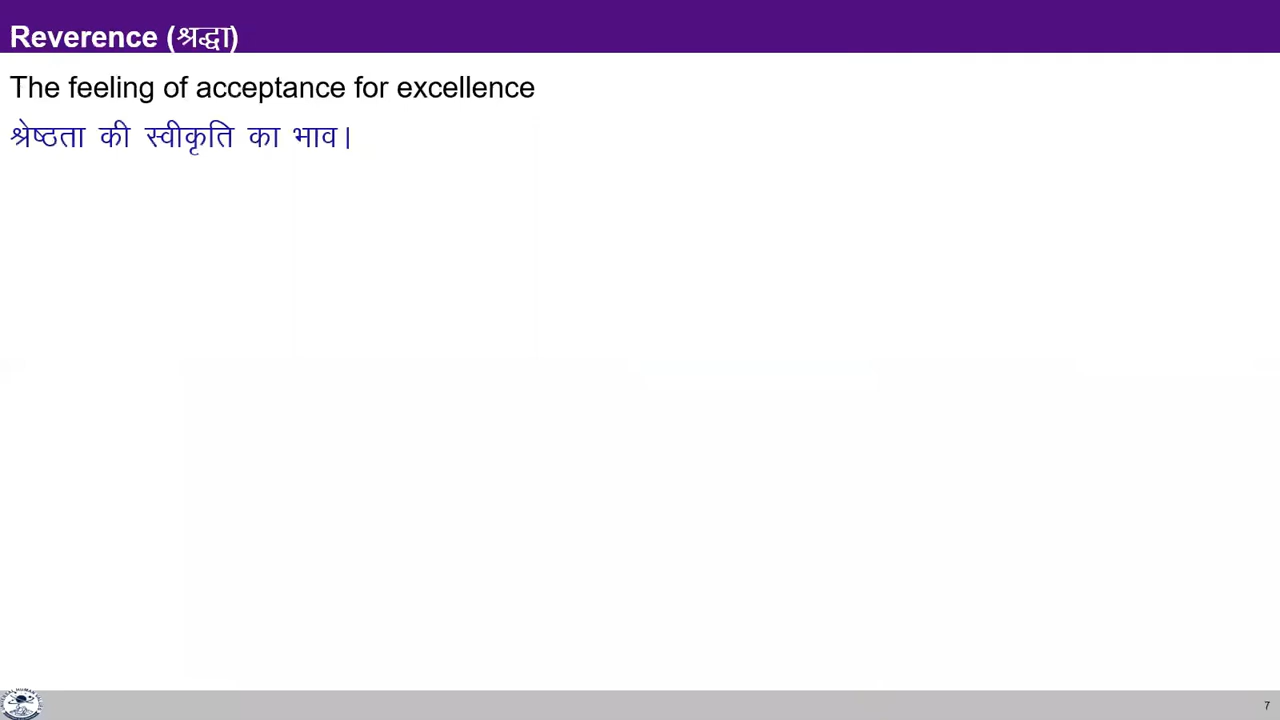 Reverence (श्रद्धा)
The feeling of acceptance for excellence
श्रेष्ठता की स्वीकृति का भाव।
7